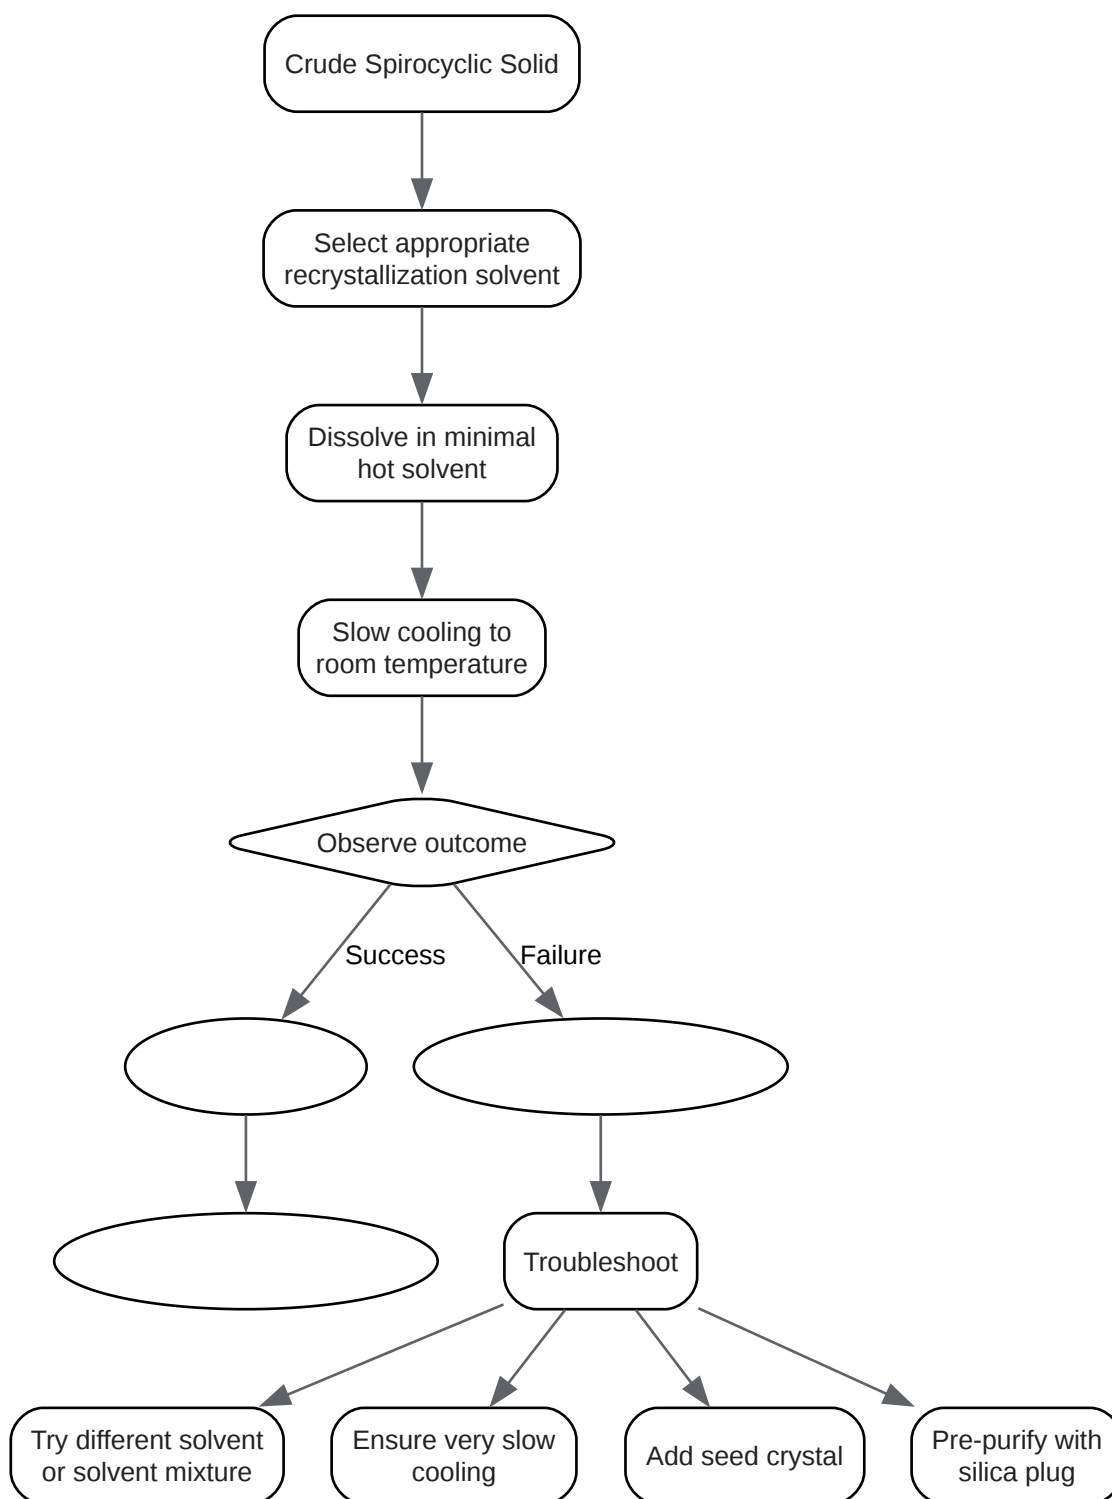 Crude Spirocyclic Solid
Select appropriate
recrystallization solvent
Dissolve in minimal
hot solvent
Slow cooling to
room temperature
Observe outcome
Success
Failure
Troubleshoot
Try different solvent
or solvent mixture
Ensure very slow
cooling
Add seed crystal
Pre-purify with
silica plug